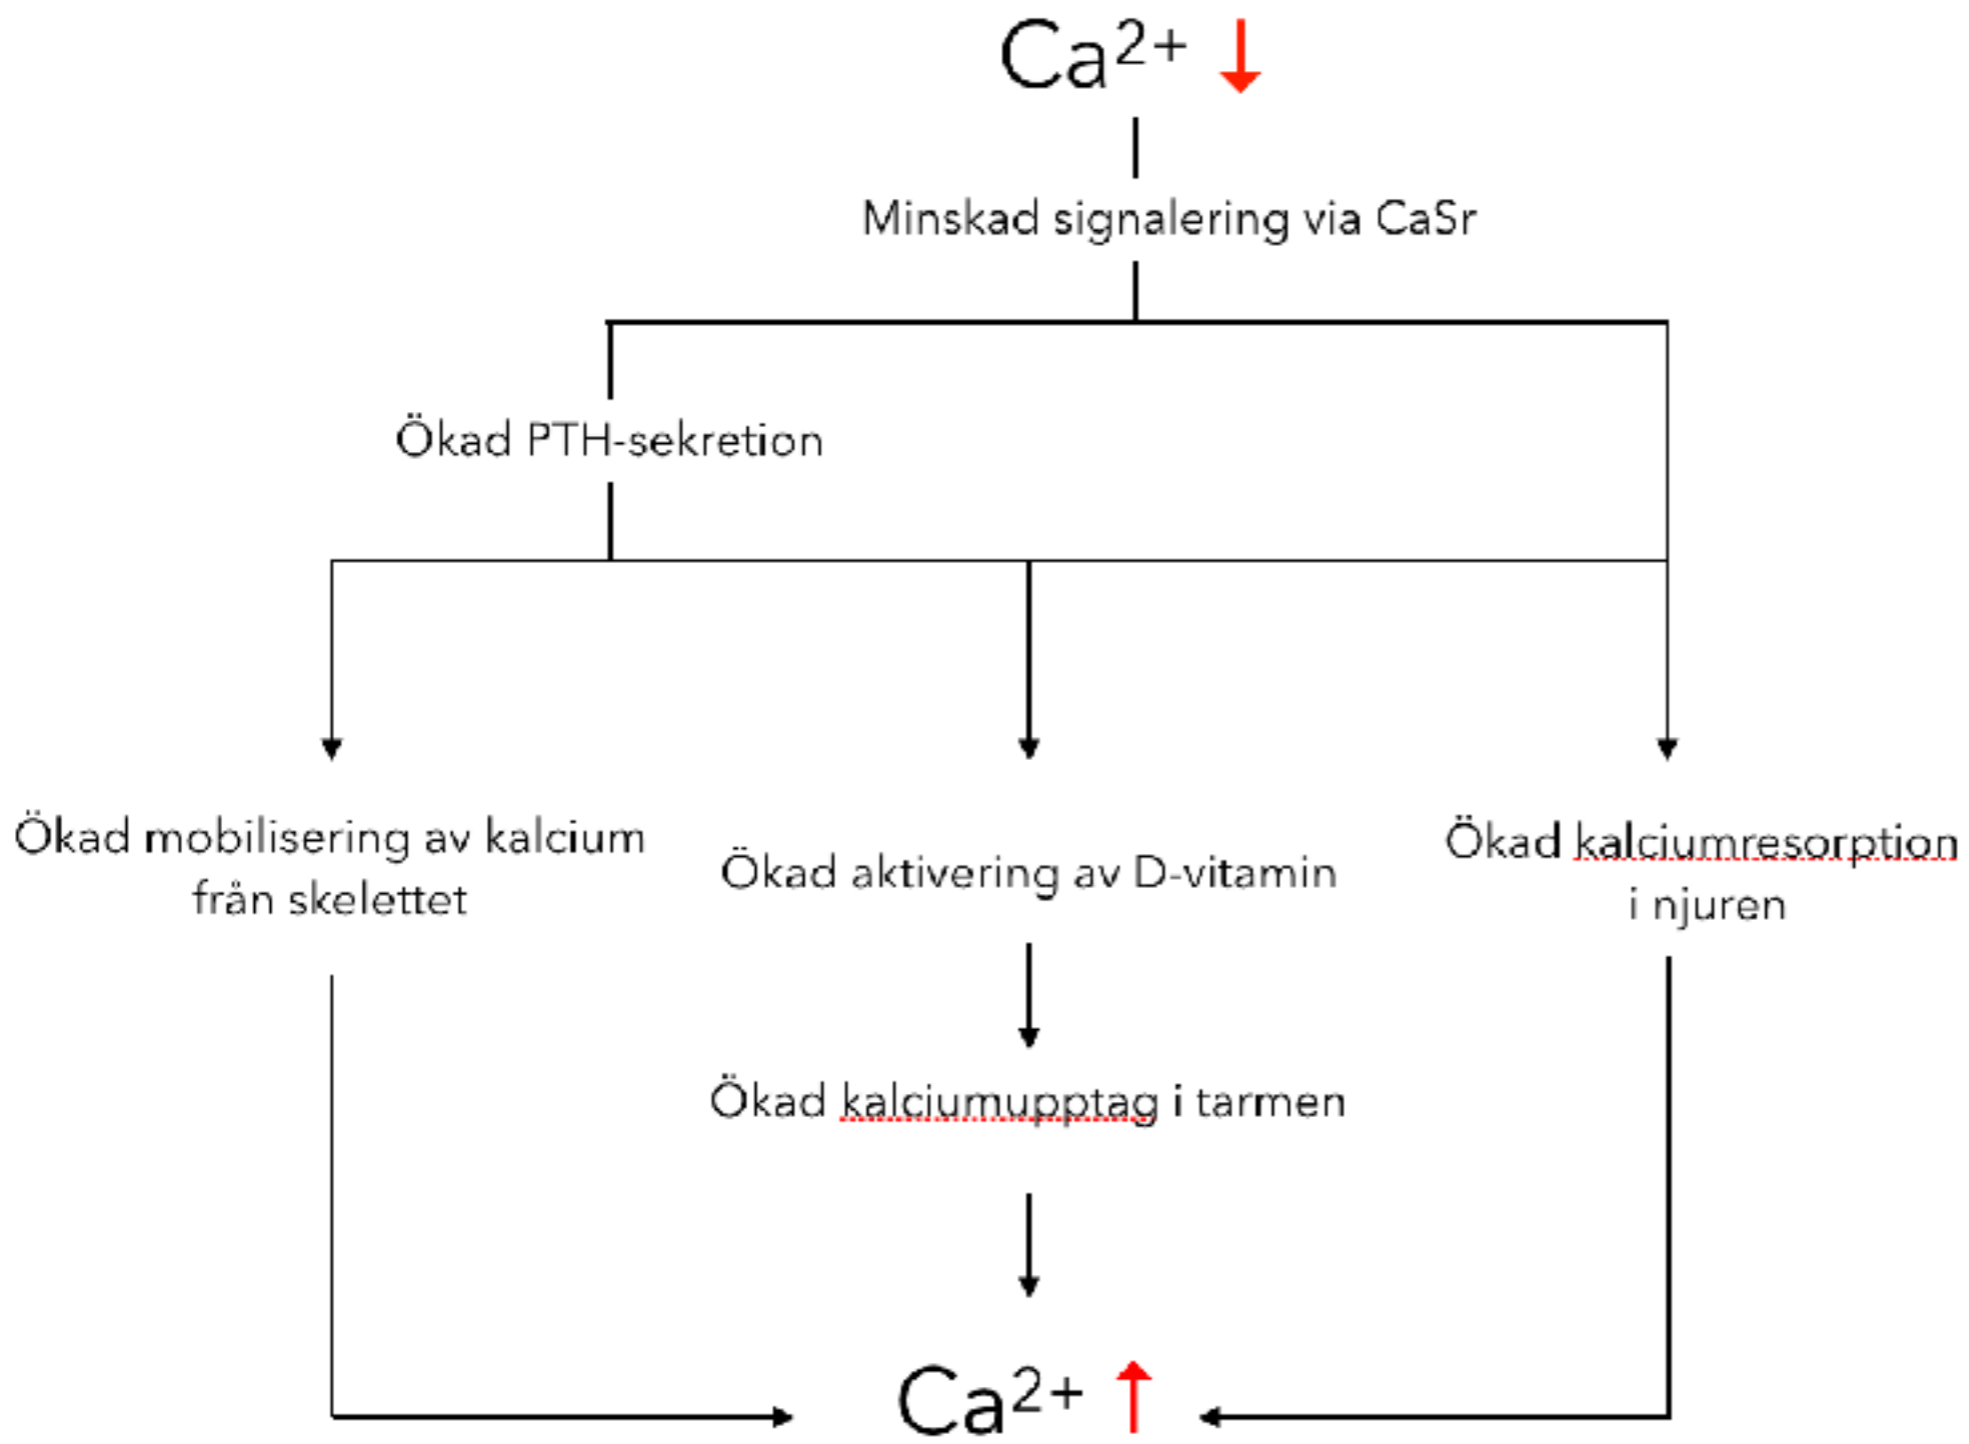 Ca²⁺ ↓
Minskad signalering via CaSr
Ökad PTH-sekretion
Ökad mobilisering av kalcium
från skelettet
Ökad aktivering av D-vitamin
Ökad kalciumresorption
i njuren
Ökad kalciumupptag i tarmen
Ca²⁺ ↑